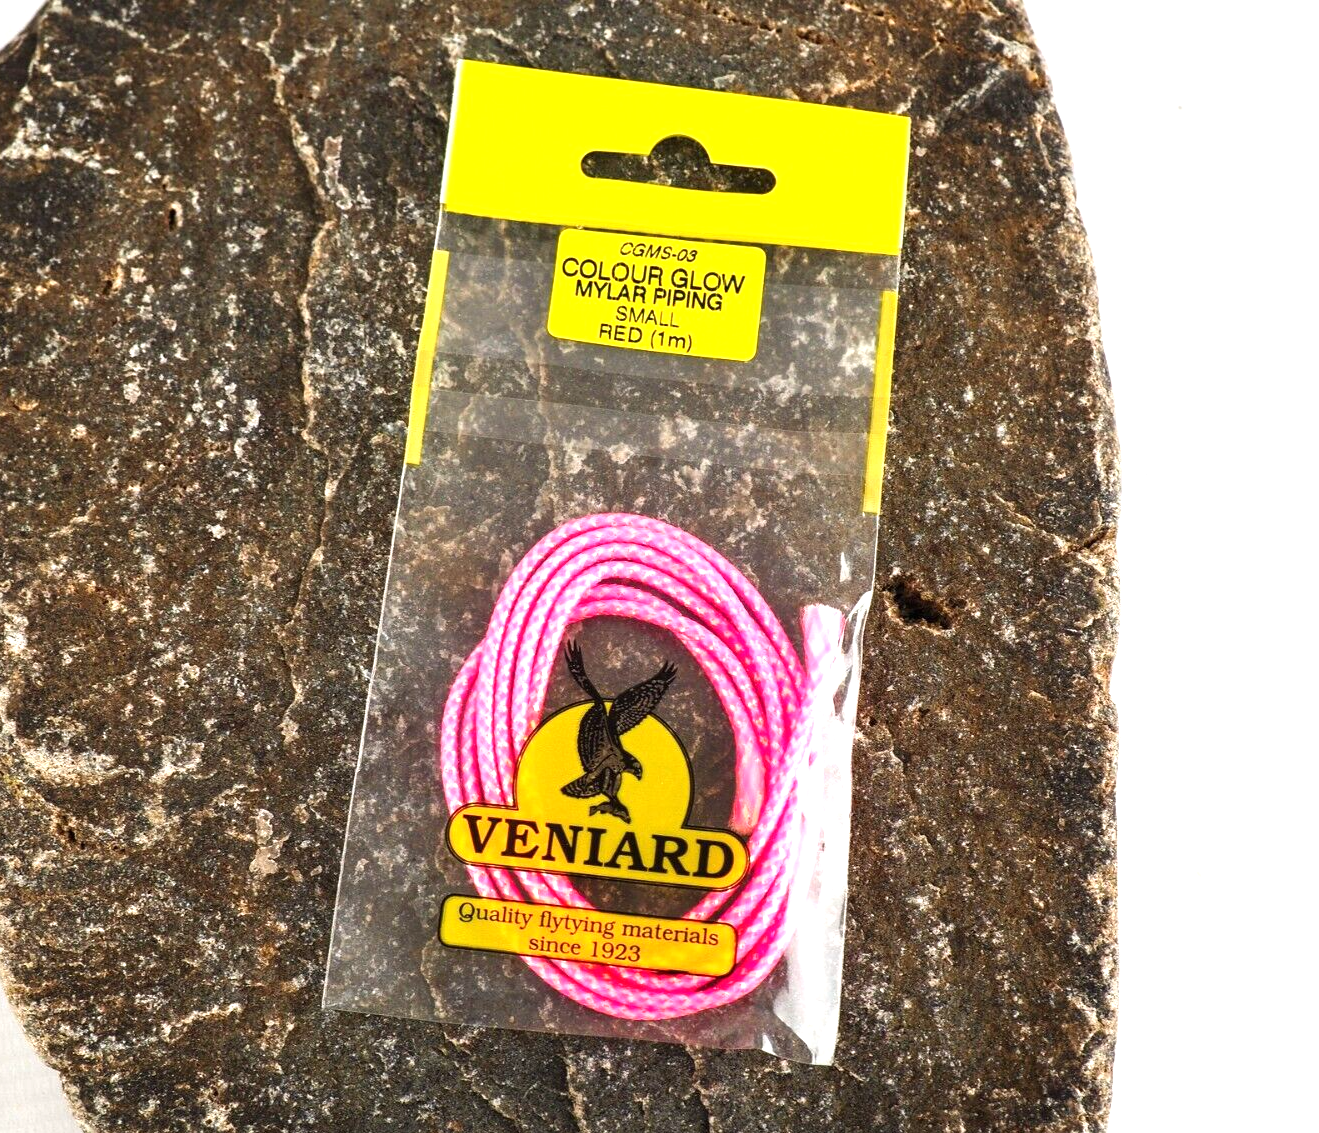 CGMS-03
COLOUR GLOW
MYLAR PIPING
SMALL
RED (1m)
VENIARD
Quality flytying materials
since 1923